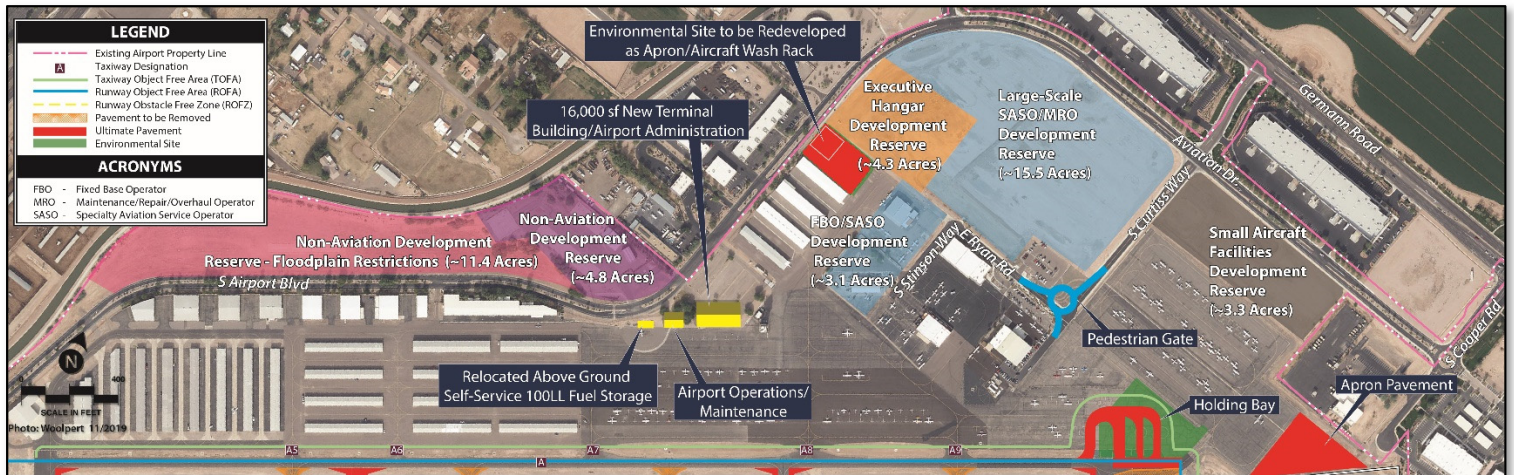 LEGEND
Existing Airport Property Line
A
Taxiway Designation
Taxiway Object Free Area (TOFA)
Runway Object Free Area (ROFA)
Runway Obstacle Free Zone (ROFZ)
Pavement to be Removed
Ultimate Pavement
Environmental Site
ACRONYMS
FBO - Fixed Base Operator
MRO - Maintenance/Repair/Overhaul Operator
SASO - Specialty Aviation Service Operator
Environmental Site to be Redeveloped
as Apron/Aircraft Wash Rack
16,000 sf New Terminal
Building/Airport Administration
Executive
Hangar
Development
Reserve
(~4.3 Acres)
Large-Scale
SASO/MRO
Development
Reserve
(~15.5 Acres)
Germann Road
Aviation Dr.
S Curtiss Way
Non-Aviation Development
Reserve - Floodplain Restrictions (~11.4 Acres)
Non-Aviation
Development
Reserve
(~4.8 Acres)
FBO/SASO
Development
Reserve
(~3.1 Acres)
S Stinson Way
E Ryan Rd
Small Aircraft
Facilities
Development
Reserve
(~3.3 Acres)
S Airport Blvd
S Cooper Rd
Pedestrian Gate
N
0 400
SCALE IN FEET
Photo: Woolpert 11/2019
Relocated Above Ground
Self-Service 100LL Fuel Storage
Airport Operations/
Maintenance
Holding Bay
Apron Pavement
A5
A6
A7
A8
A9
A